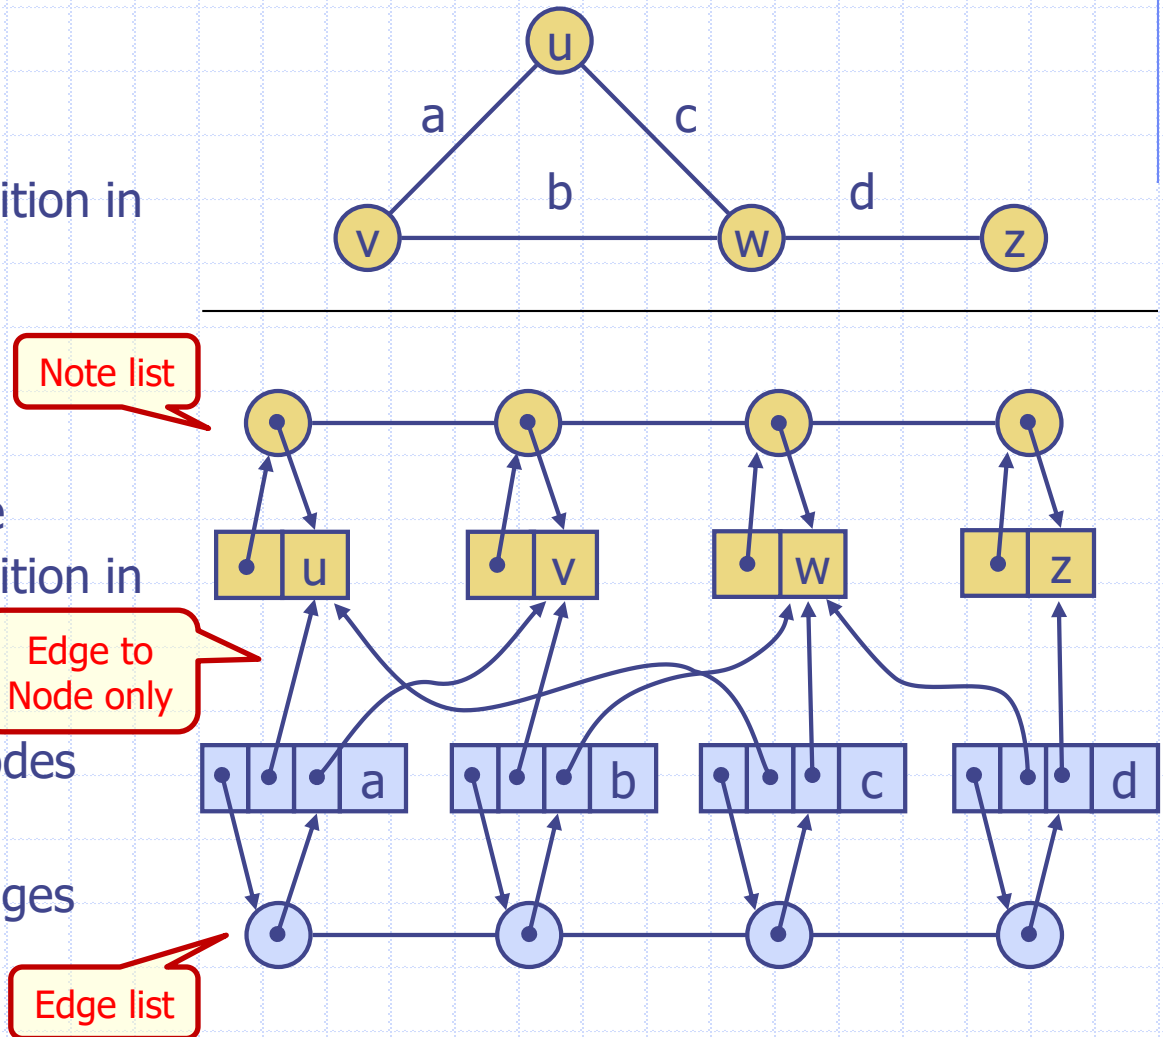 u
a
c
ition in
b
d
v
w
z
Note list
e
ition in
u
v
w
z
Edge to
Node only
odes
a
b
c
d
ges
Edge list